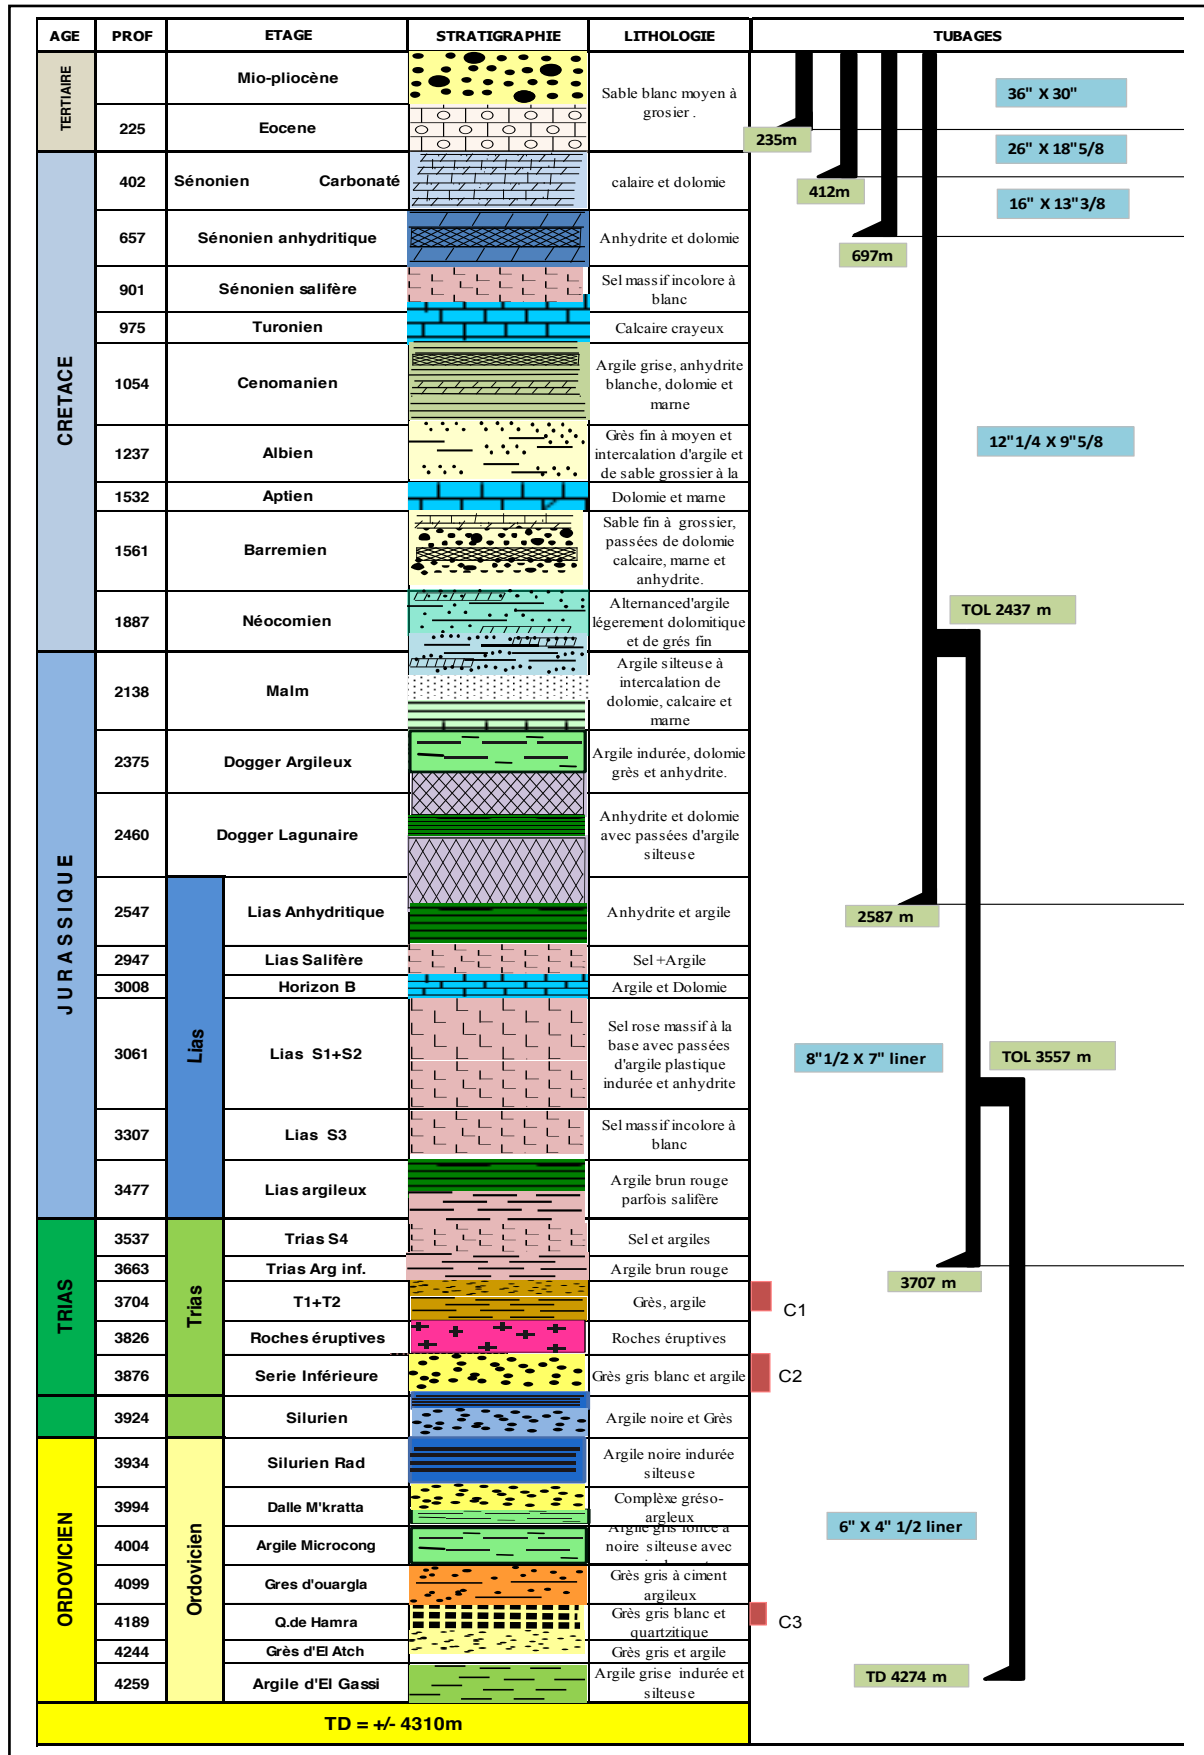 AGE PROF ETAGE STRATIGRAPHIE LITHOLOGIE TUBAGES
TERTIAIRE
Mio-pliocène
Sable blanc moyen à
grosier .
225 Eocene
36" X 30"
235m
26" X 18"5/8
CRETACE
402 Sénonien Carbonaté calaire et dolomie
412m
16" X 13"3/8
657 Sénonien anhydritique Anhydrite et dolomie
697m
901 Sénonien salifère Sel massif incolore à
blanc
975 Turonien Calcaire crayeux
1054 Cenomanien Argile grise, anhydrite
blanche, dolomie et
marne
1237 Albien Grès fin à moyen et
intercalation d'argile et
de sable grossier à la
12"1/4 X 9"5/8
1532 Aptien Dolomie et marne
1561 Barremien Sable fin à grossier,
passées de dolomie
calcaire, marne et
anhydrite.
1887 Néocomien Alternanced'argile
légerement dolomitique
et de grés fin
TOL 2437 m
JURASSIQUE
2138 Malm Argile silteuse à
intercalation de
dolomie, calcaire et
marne
2375 Dogger Argileux Argile indurée, dolomie
grès et anhydrite.
2460 Dogger Lagunaire Anhydrite et dolomie
avec passées d'argile
silteuse
Lias
2547 Lias Anhydritique Anhydrite et argile
2587 m
2947 Lias Salifère Sel +Argile
3008 Horizon B Argile et Dolomie
3061 Lias S1+S2 Sel rose massif à la
base avec passées
d'argile plastique
indurée et anhydrite
8"1/2 X 7" liner
TOL 3557 m
3307 Lias S3 Sel massif incolore à
blanc
3477 Lias argileux Argile brun rouge
parfois salifère
TRIAS
Trias
3537 Trias S4 Sel et argiles
3663 Trias Arg inf. Argile brun rouge
3707 m
3704 T1+T2 Grès, argile
C1
3826 Roches éruptives Roches éruptives
3876 Serie Inférieure Grès gris blanc et argile
C2
3924 Silurien Argile noire et Grès
ORDOVICIEN
Ordovicien
3934 Silurien Rad Argile noire indurée
silteuse
3994 Dalle M'kratta Complèxe gréso-
argleux
4004 Argile Microcong Argile gris foncé à
noire silteuse avec
6" X 4" 1/2 liner
4099 Gres d'ouargla Grès gris à ciment
argileux
4189 Q.de Hamra Grès gris blanc et
quartzitique
C3
4244 Grès d'El Atch Grès gris et argile
4259 Argile d'El Gassi Argile grise indurée et
silteuse
TD 4274 m
TD = +/- 4310m